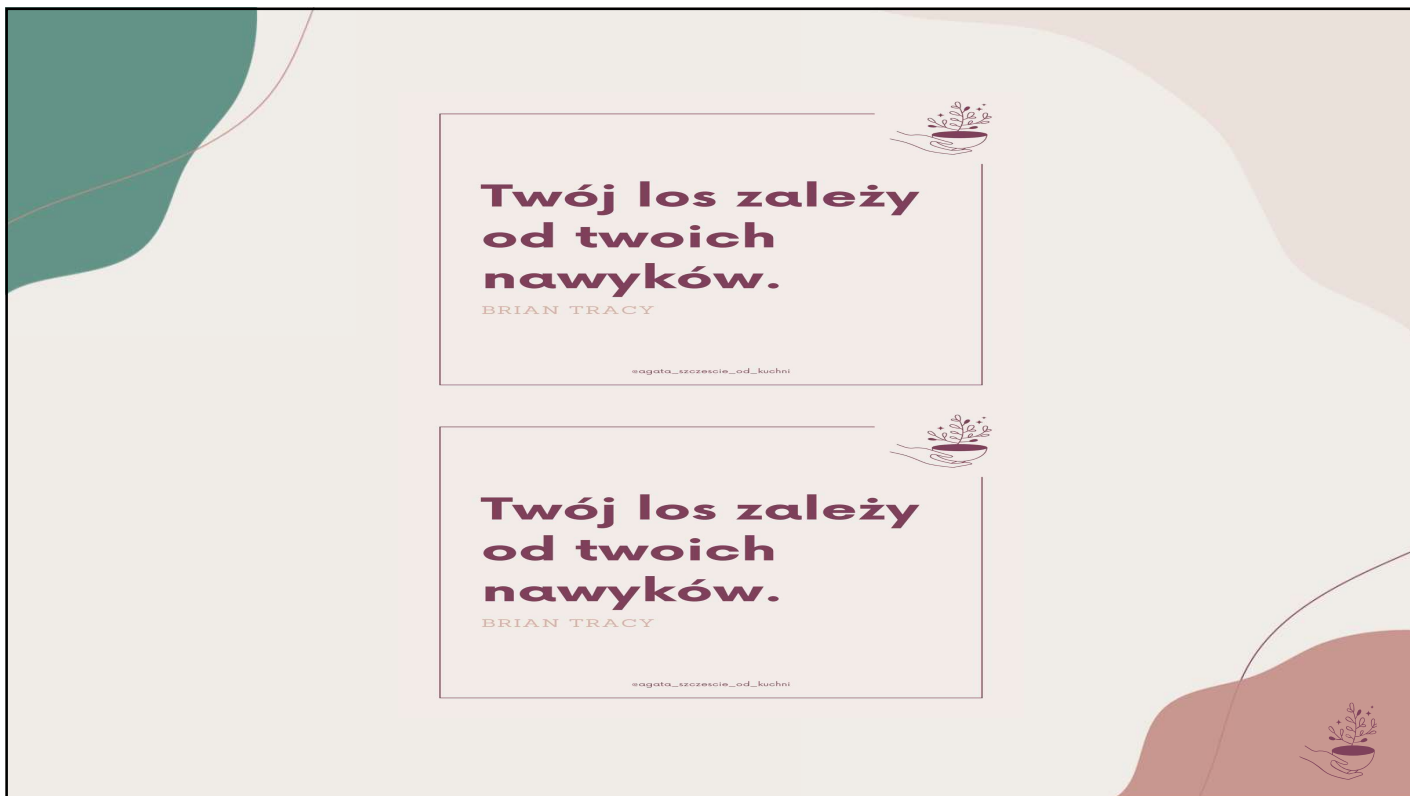 Twój los zależy
od twoich
nawyków.
BRIAN TRACY
@agata_szczescie_od_kuchni
Twój los zależy
od twoich
nawyków.
BRIAN TRACY
@agata_szczescie_od_kuchni